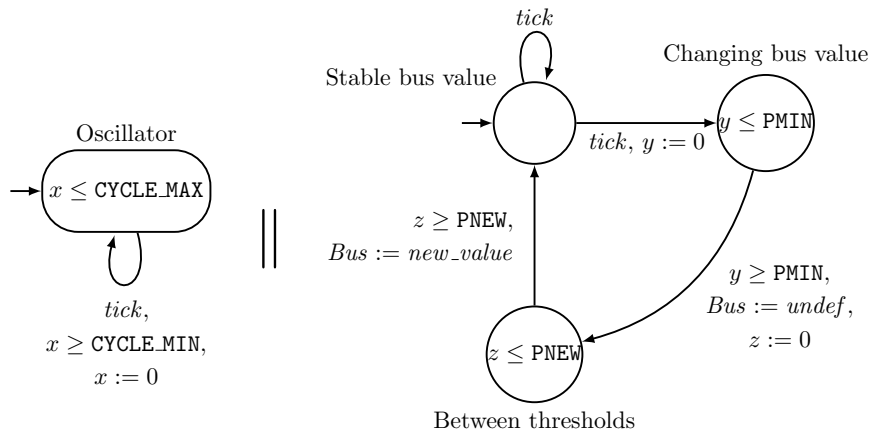 tick
Changing bus value
Stable bus value
y ≤ PMIN
tick, y := 0
Oscillator
x ≤ CYCLE_MAX
z ≥ PNEW,
Bus := new_value
y ≥ PMIN,
Bus := undef,
z := 0
tick,
x ≥ CYCLE_MIN,
x := 0
z ≤ PNEW
Between thresholds